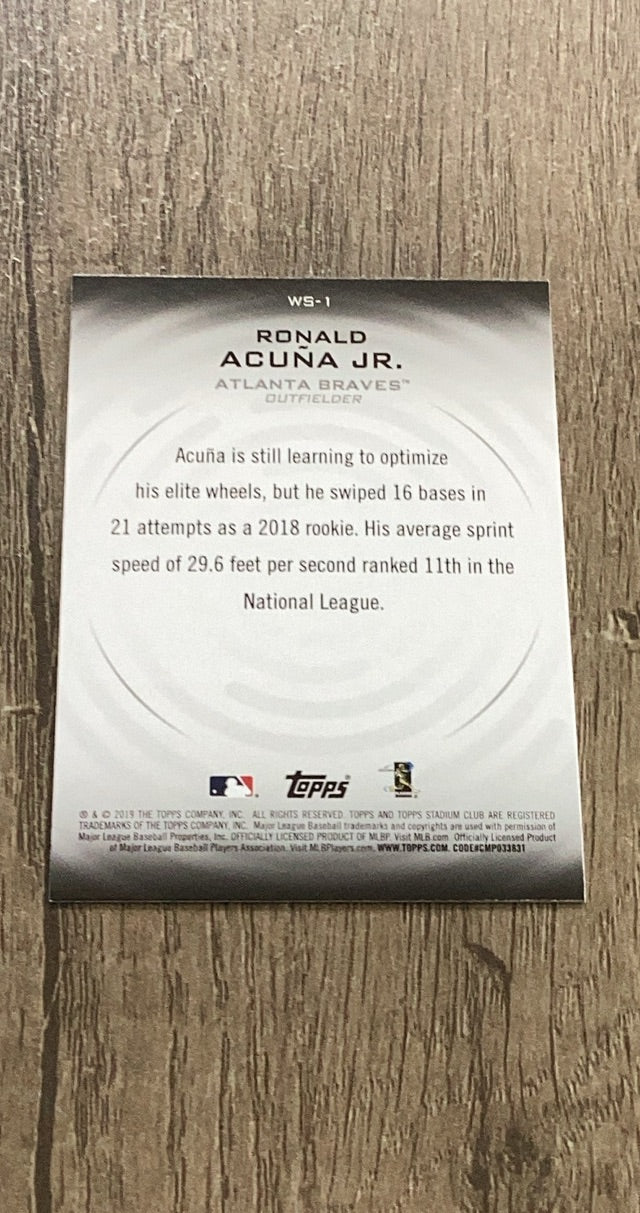 WS-1
RONALD
ACUÑA JR.
ATLANTA BRAVES™
OUTFIELDER
Acuña is still learning to optimize
his elite wheels, but he swiped 16 bases in
21 attempts as a 2018 rookie. His average sprint
speed of 29.6 feet per second ranked 11th in the
National League.
TOPPS
® & © 2019 THE TOPPS COMPANY, INC. ALL RIGHTS RESERVED. TOPPS AND TOPPS STADIUM CLUB ARE REGISTERED
TRADEMARKS OF THE TOPPS COMPANY, INC. Major League Baseball trademarks and copyrights are used with permission of
Major League Baseball Properties, Inc. OFFICIALLY LICENSED PRODUCT OF MLBP. Visit MLB.com. Officially Licensed Product
of Major League Baseball Players Association. Visit MLBPlayers.com. WWW.TOPPS.COM. CODE#CMP033831